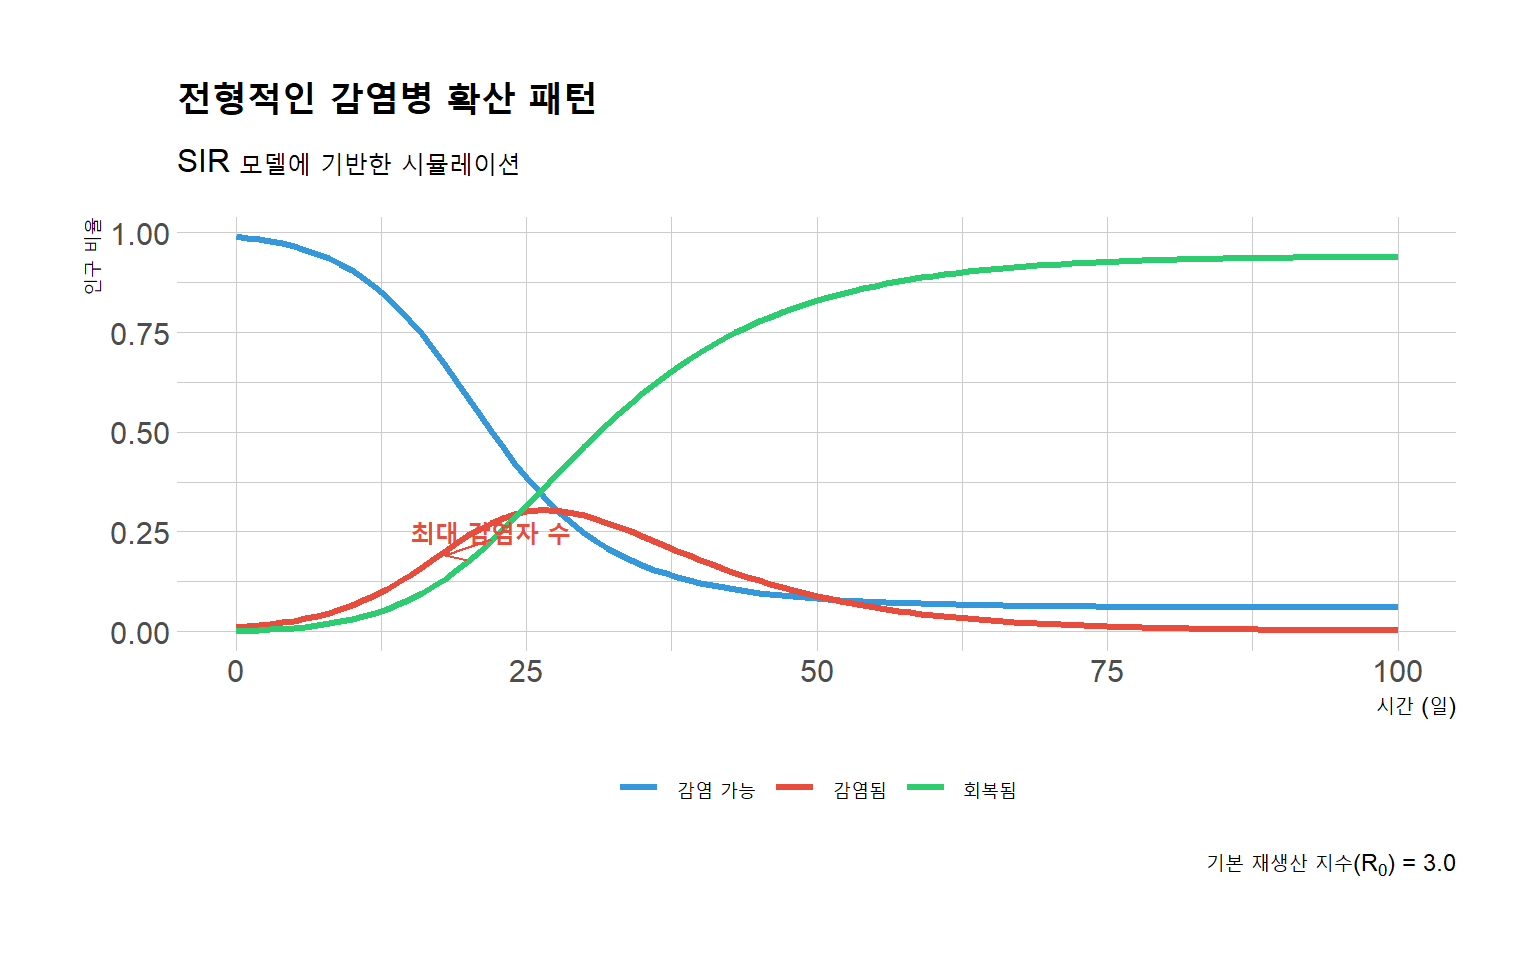 전형적인 감염병 확산 패턴
SIR 모델에 기반한 시뮬레이션
인구 비율
1.00
0.75
0.50
0.25
0.00
최대 감염자 수
0 25 50 75 100
시간 (일)
감염 가능 감염됨 회복됨
기본 재생산 지수(R₀) = 3.0